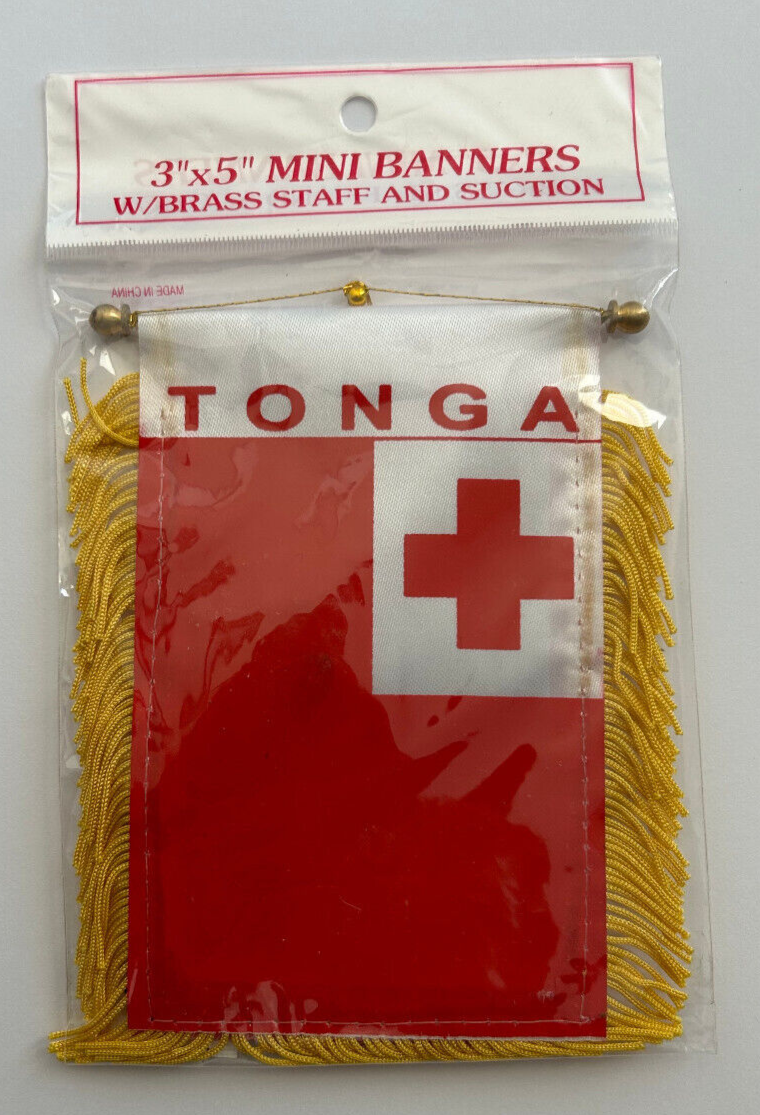 3"x5" MINI BANNERS
W/BRASS STAFF AND SUCTION
MADE IN CHINA
TONGA